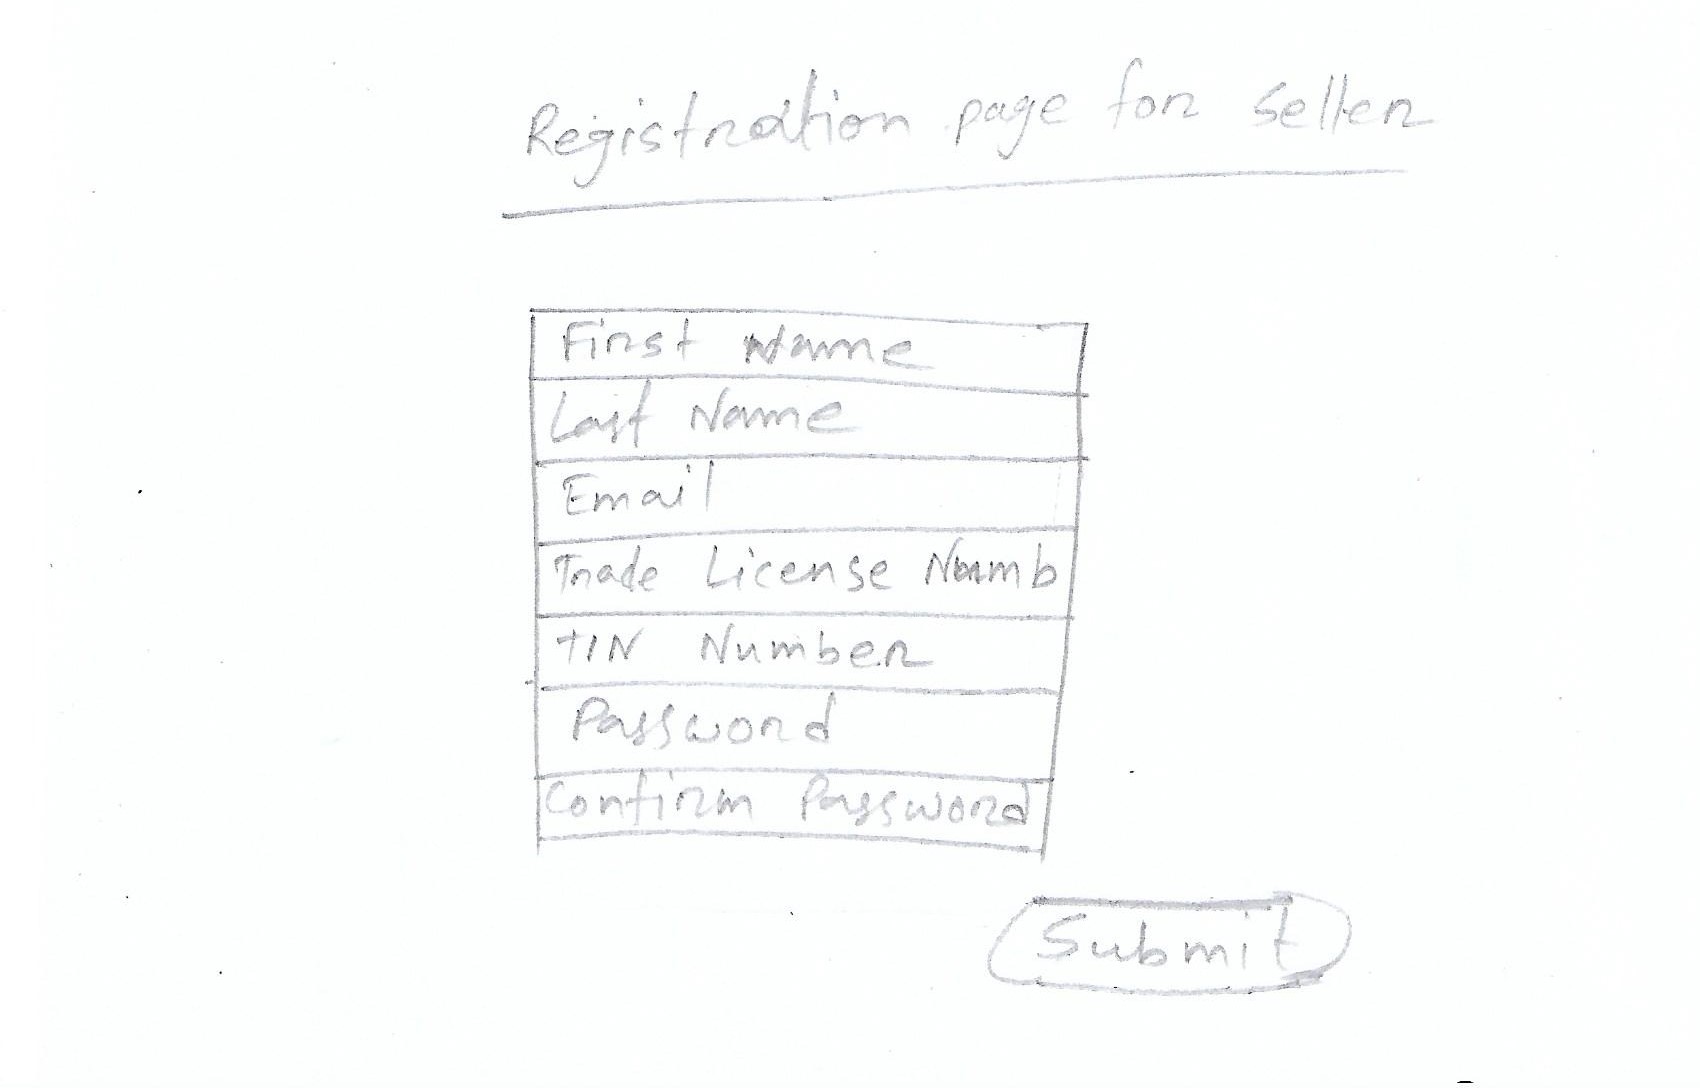 Registration page for seller
First Name
Last Name
Email
Trade License Numb
TIN Number
Password
Confirm Password
Submit